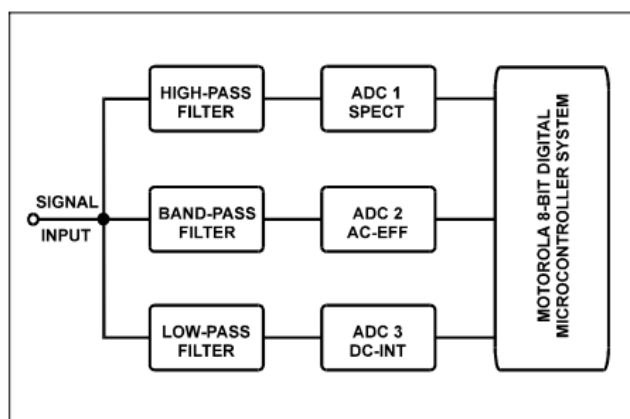 HIGH-PASS
FILTER
ADC 1
SPECT
SIGNAL
INPUT
BAND-PASS
FILTER
ADC 2
AC-EFF
LOW-PASS
FILTER
ADC 3
DC-INT
MOTOROLA 8-BIT DIGITAL
MICROCONTROLLER SYSTEM